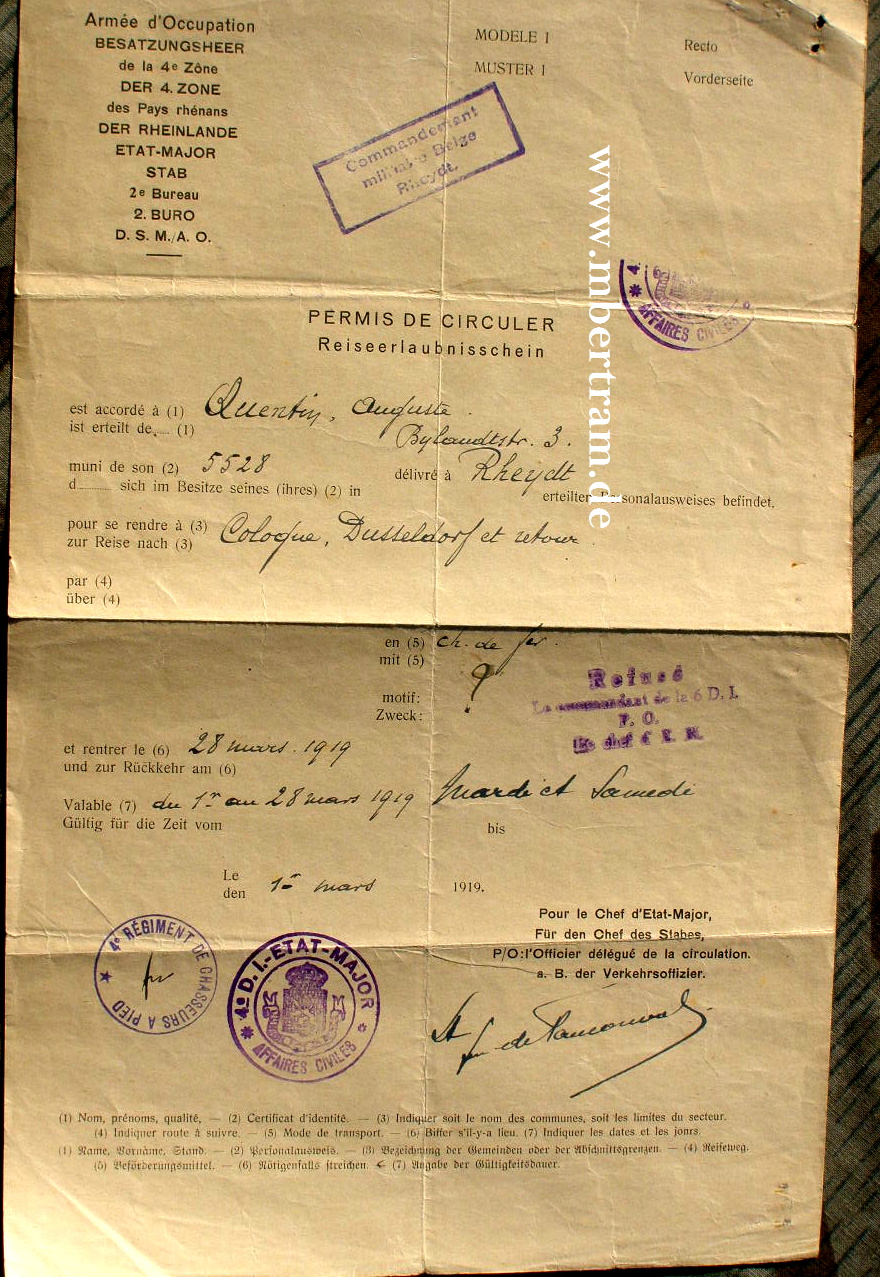 Armée d'Occupation
BESATZUNGSHEER
de la 4e Zône
DER 4. ZONE
des Pays rhénans
DER RHEINLANDE
ETAT-MAJOR
STAB
2e Bureau
2. BURO
D. S. M./A. O.
MODELE I
MUSTER I
Recto
Vorderseite
Commandement
militaire Belge
Rheydt.
www.mbertram.de
4
AFFAIRES CIVILES
PERMIS DE CIRCULER
Reiseerlaubnisschein
est accordé à (1) Quentin, Auguste.
ist erteilt de.... (1) Bylandtstr. 3.
muni de son (2) 5528 délivré à Rheydt
d......... sich im Besitze seines (ihres) (2) in erteilten Personalausweises befindet.
pour se rendre à (3) Cologne, Dusseldorf et retour
zur Reise nach (3)
par (4)
über (4)
en (5) ch. de fer.
mit (5)
motif: ?
Zweck:
Refusé
Le commandant de la 6 D. I.
P. O.
et rentrer le (6) 28 mars. 1919
und zur Rückkehr am (6)
Valable (7) du 1r au 28 mars 1919 Mardi et Samedi
Gültig für die Zeit vom bis
Le
den 1r mars 1919.
Pour le Chef d'Etat-Major,
Für den Chef des Stabes,
P/O: l'Officier délégué de la circulation.
a. B. der Verkehrsoffizier.
4e RÉGIMENT DE CHASSEURS A PIED
4e D. I.-ETAT-MAJOR
AFFAIRES CIVILES
(1) Nom, prénoms, qualité, — (2) Certificat d'identité. — (3) Indiquer soit le nom des communes, soit les limites du secteur.
(4) Indiquer route à suivre. — (5) Mode de transport. — (6) Biffer s'il-y-a lieu. (7) Indiquer les dates et les jonrs.
(1) Name, Vorname, Stand. — (2) Personalausweis. — (3) Bezeichnung der Gemeinden oder der Abschnittsgrenzen. — (4) Reiseweg.
(5) Beförderungsmittel. — (6) Nötigenfalls streichen. — (7) Angabe der Gültigkeitsdauer.